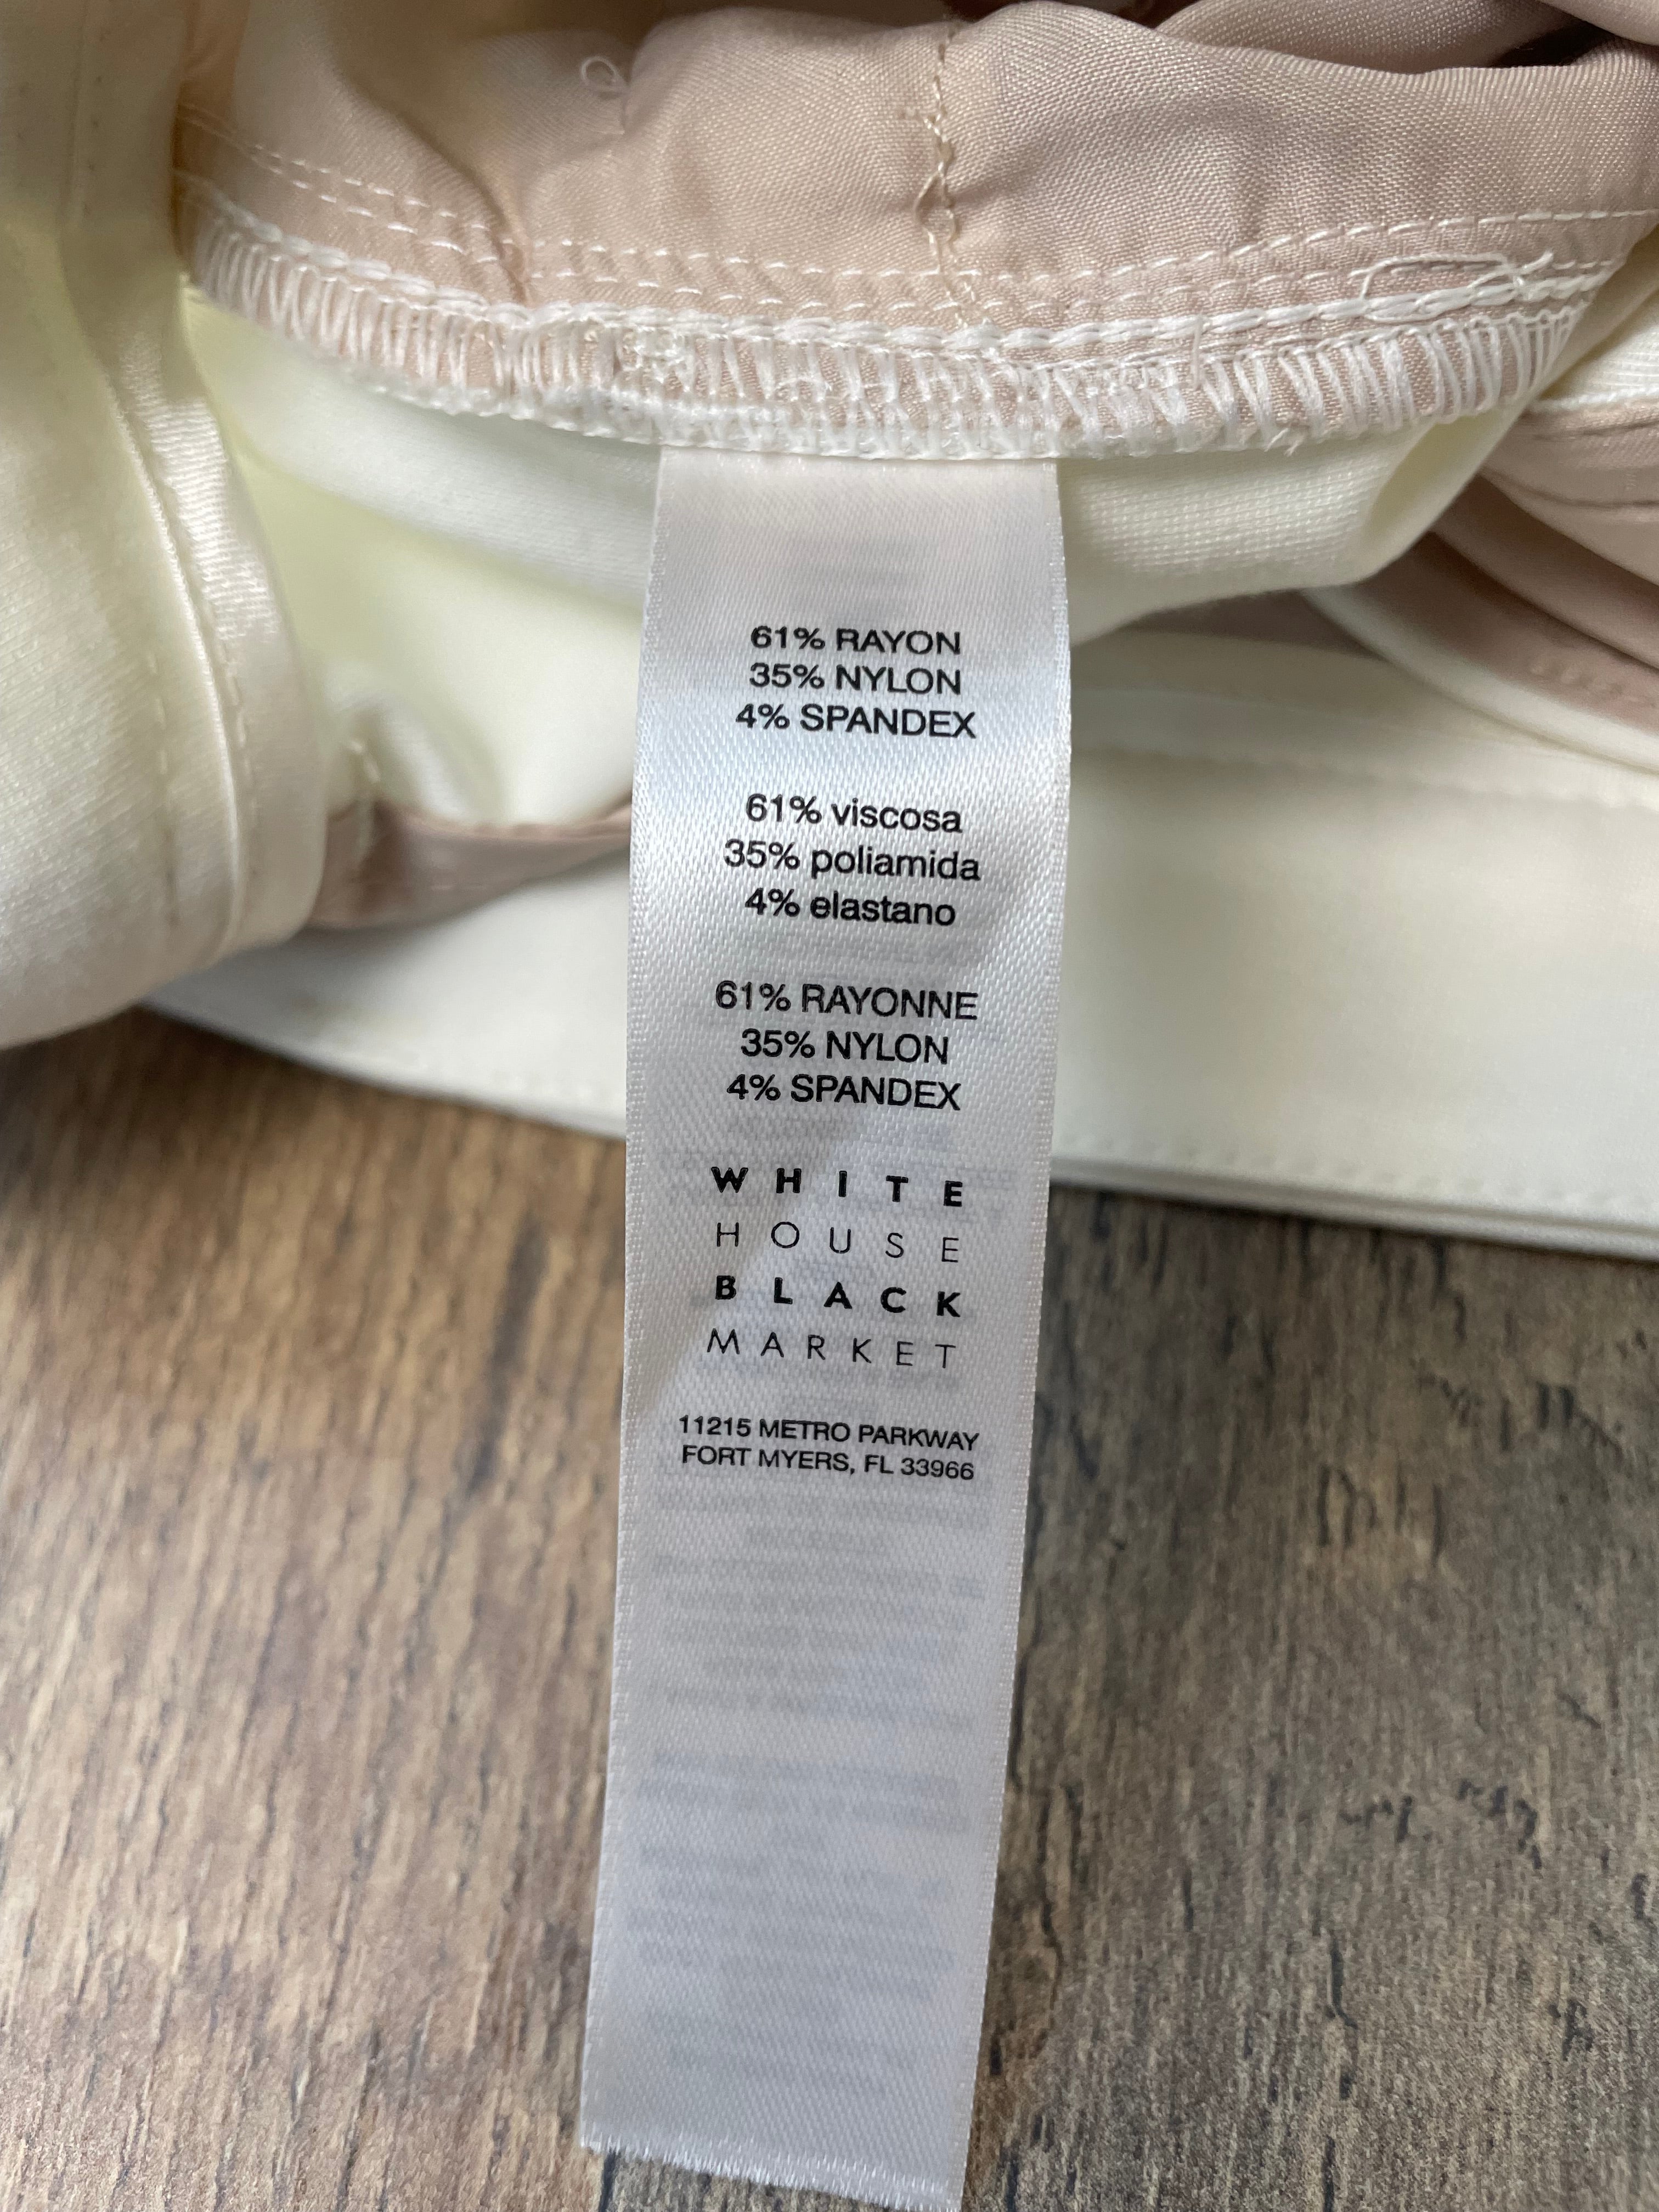 61% RAYON
35% NYLON
4% SPANDEX
61% viscosa
35% poliamida
4% elastano
61% RAYONNE
35% NYLON
4% SPANDEX
WHITE
HOUSE
BLACK
MARKET
11215 METRO PARKWAY
FORT MYERS, FL 33966